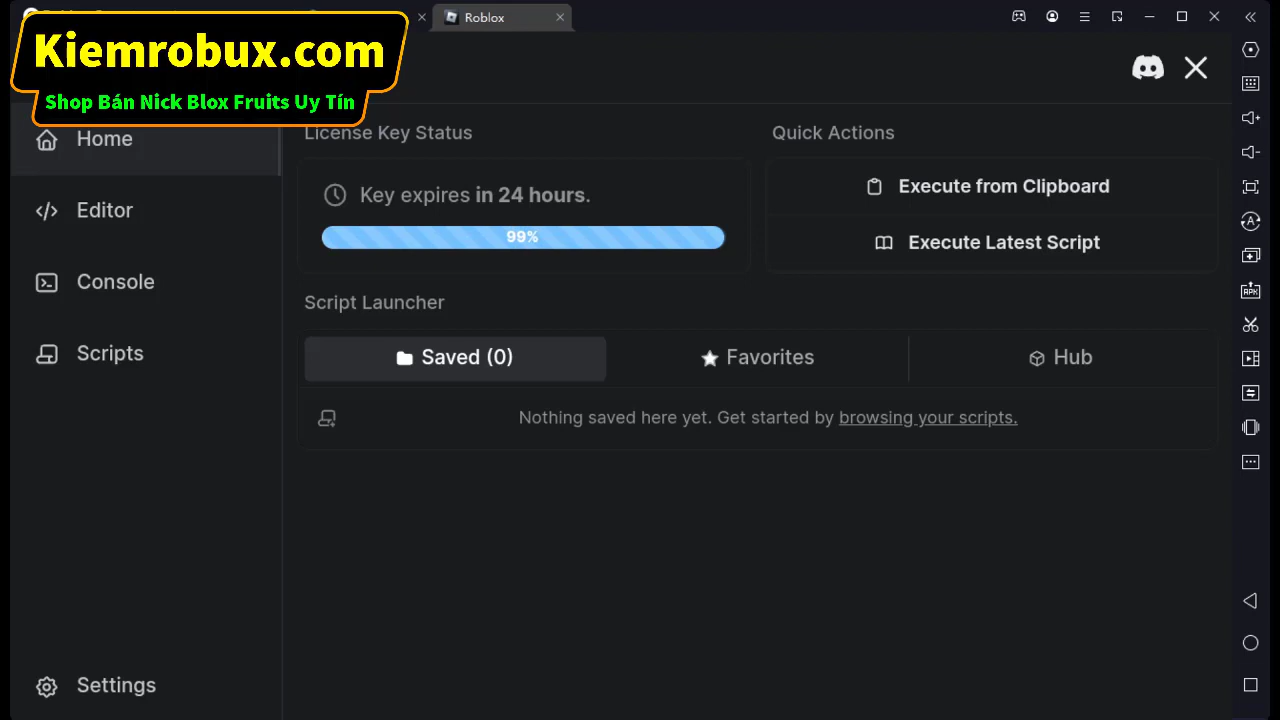 Roblox
Kiemrobux.com
Shop Bán Nick Blox Fruits Uy Tín
Home
Editor
Console
Scripts
Settings
License Key Status
Key expires in 24 hours.
99%
Quick Actions
Execute from Clipboard
Execute Latest Script
Script Launcher
Saved (0)
Favorites
Hub
Nothing saved here yet. Get started by browsing your scripts.
A
APK